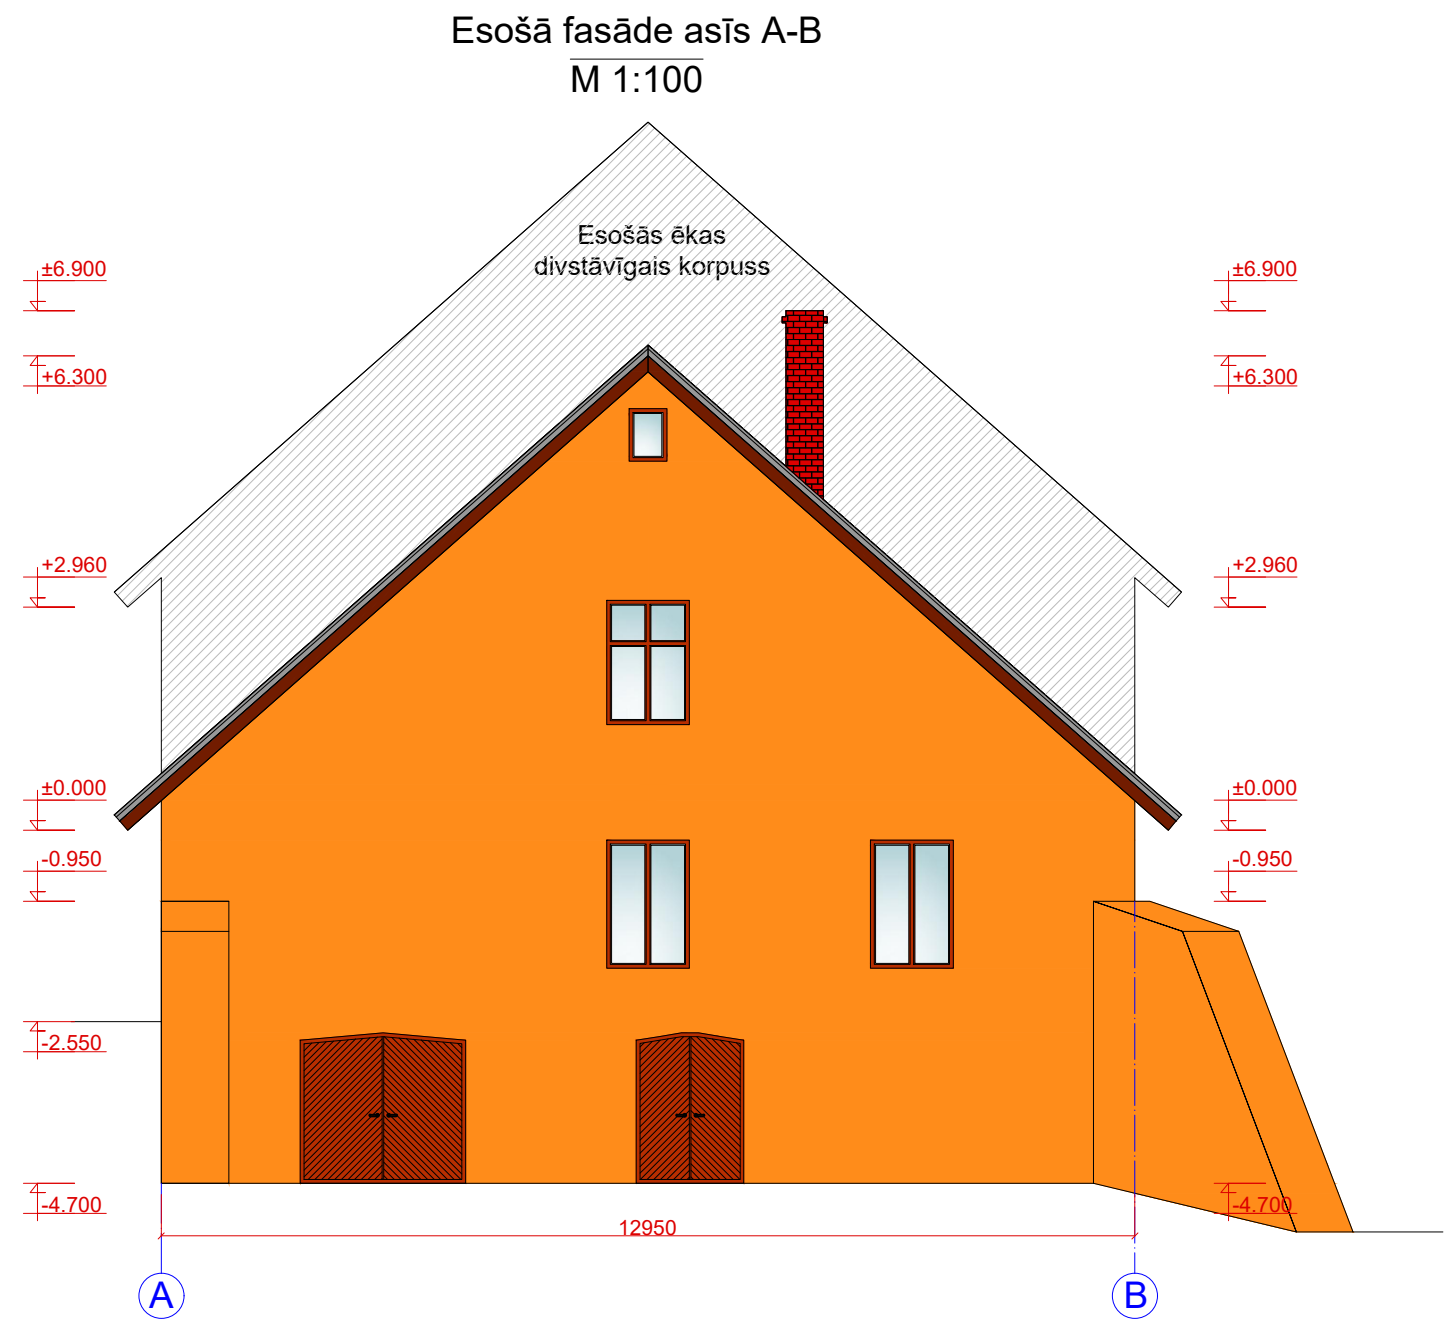 Esošā fasāde asīs A-B
M 1:100
Esošās ēkas
divstāvīgais korpuss
±6.900
±6.900
+6.300
+6.300
+2.960
+2.960
±0.000
±0.000
-0.950
-0.950
-2.550
-4.700
-4.700
12950
A
B